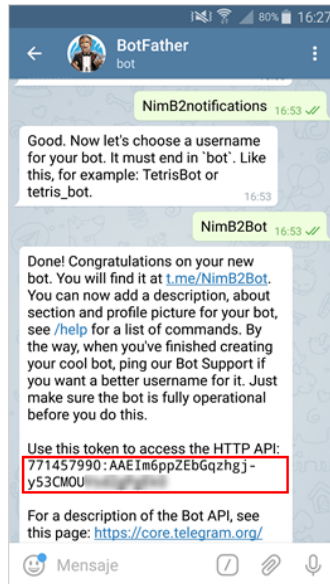 80% 16:27
BotFather
bot
NimB2notifications 16:53
Good. Now let's choose a username
for your bot. It must end in `bot`. Like
this, for example: TetrisBot or
tetris_bot.
16:53
NimB2Bot 16:53
Done! Congratulations on your new
bot. You will find it at t.me/NimB2Bot.
You can now add a description, about
section and profile picture for your bot,
see /help for a list of commands. By
the way, when you've finished creating
your cool bot, ping our Bot Support if
you want a better username for it. Just
make sure the bot is fully operational
before you do this.
Use this token to access the HTTP API:
771457990:AAEIm6ppZEbGqzhgj-
y53CMOU
For a description of the Bot API, see
this page: https://core.telegram.org/
Mensaje